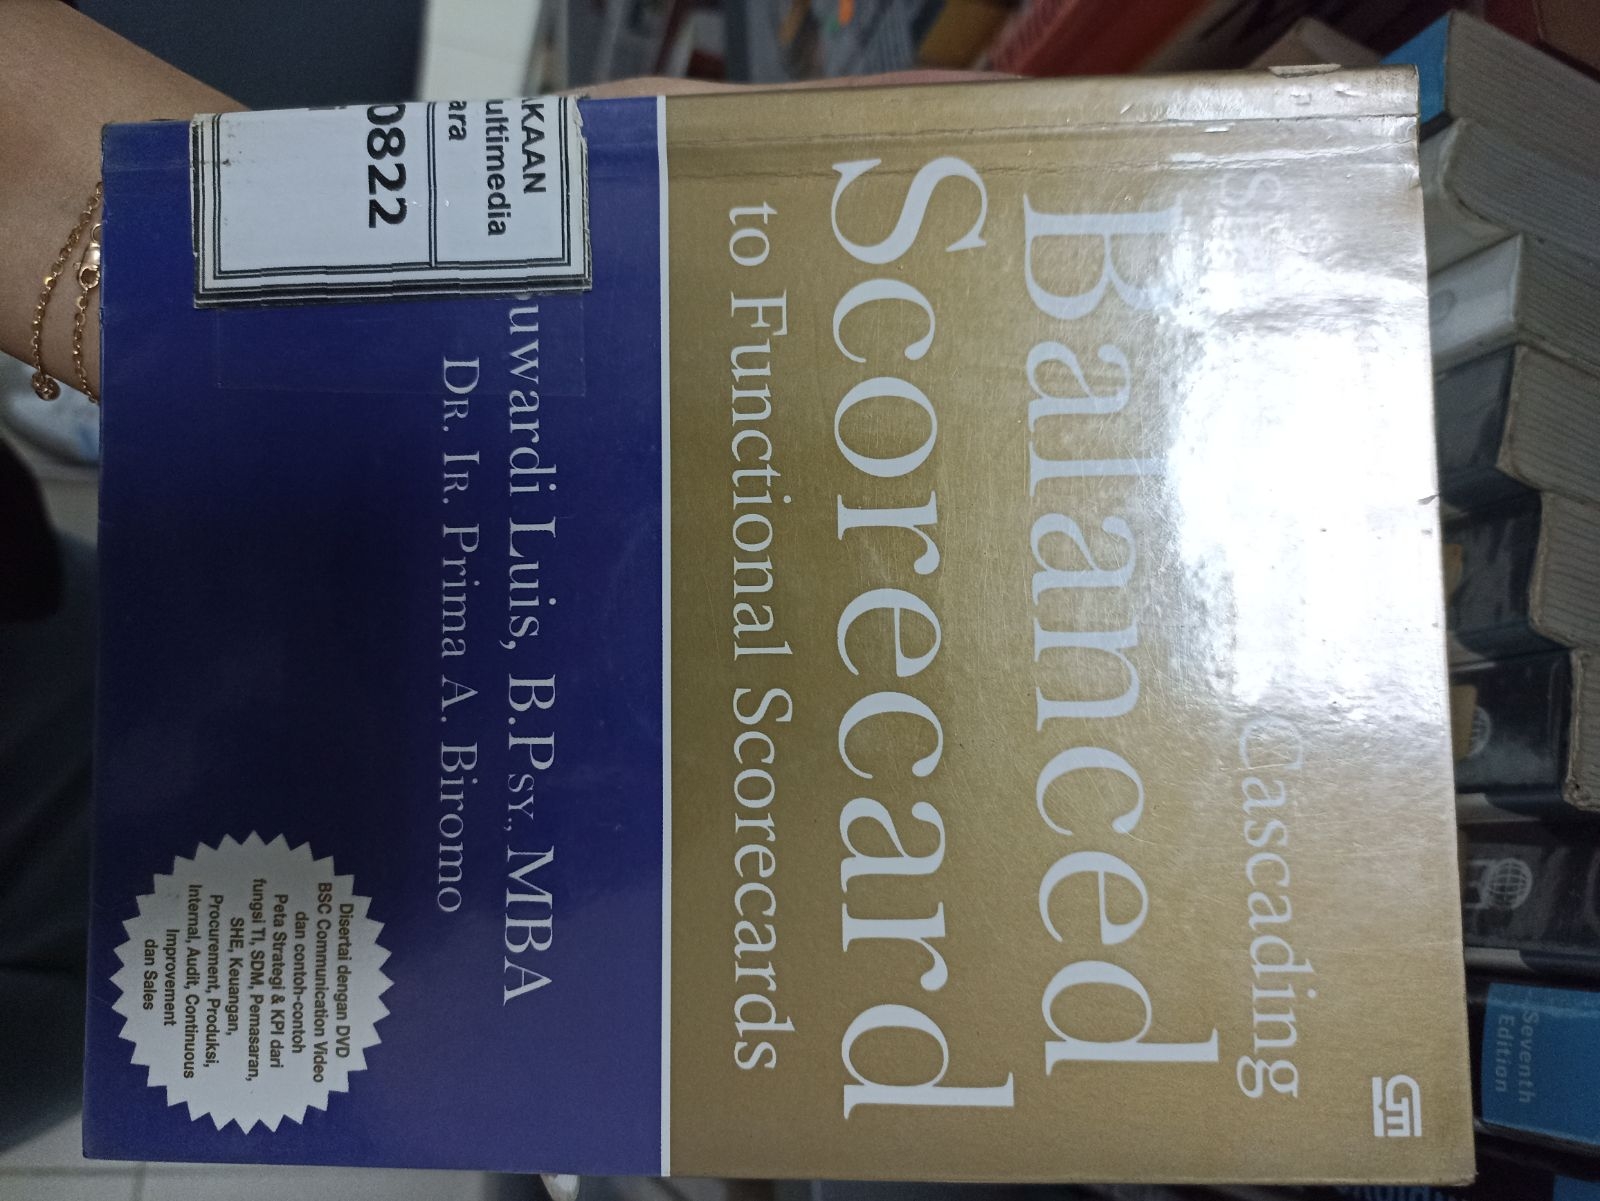 Cascading
Balanced
Scorecard
to Functional Scorecards
uwardi Luis, B.Psy., MBA
Dr. Ir. Prima A. Biromo
AKAAN
ultimedia
ara
0822
Disertai dengan DVD
BSC Communication Video
dan contoh-contoh
Peta Strategi & KPI dari
fungsi TI, SDM, Pemasaran,
SHE, Keuangan,
Procurement, Produksi,
Internal, Audit, Continuous
Improvement
dan Sales
GM
Seventh
Edition